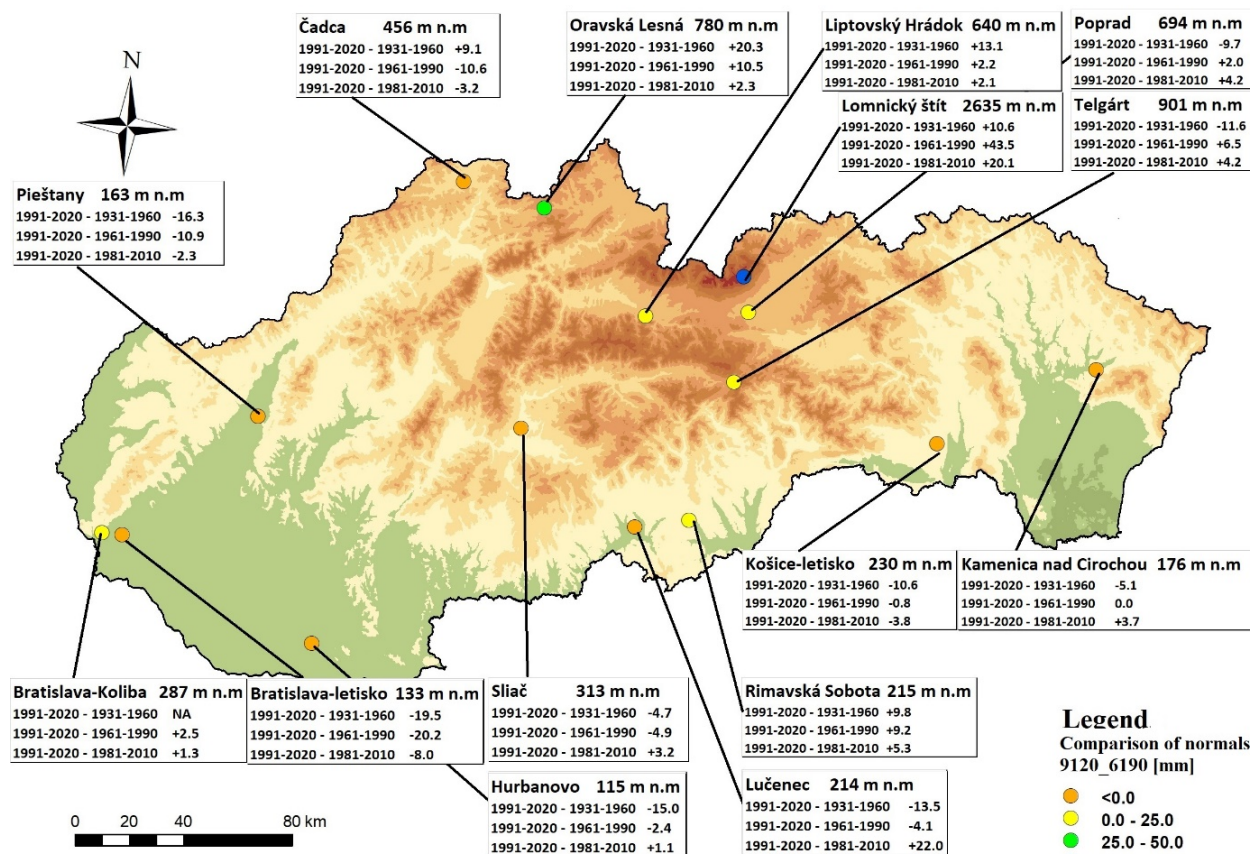 Čadca 456 m n.m
1991-2020 - 1931-1960 +9.1
1991-2020 - 1961-1990 -10.6
1991-2020 - 1981-2010 -3.2
Oravská Lesná 780 m n.m
1991-2020 - 1931-1960 +20.3
1991-2020 - 1961-1990 +10.5
1991-2020 - 1981-2010 +2.3
Liptovský Hrádok 640 m n.m
1991-2020 - 1931-1960 +13.1
1991-2020 - 1961-1990 +2.2
1991-2020 - 1981-2010 +2.1
Poprad 694 m n.m
1991-2020 - 1931-1960 -9.7
1991-2020 - 1961-1990 +2.0
1991-2020 - 1981-2010 +4.2
Lomnický štít 2635 m n.m
1991-2020 - 1931-1960 +10.6
1991-2020 - 1961-1990 +43.5
1991-2020 - 1981-2010 +20.1
Telgárt 901 m n.m
1991-2020 - 1931-1960 -11.6
1991-2020 - 1961-1990 +6.5
1991-2020 - 1981-2010 +4.2
N
Pieštany 163 m n.m
1991-2020 - 1931-1960 -16.3
1991-2020 - 1961-1990 -10.9
1991-2020 - 1981-2010 -2.3
Košice-letisko 230 m n.m
1991-2020 - 1931-1960 -10.6
1991-2020 - 1961-1990 -0.8
1991-2020 - 1981-2010 -3.8
Kamenica nad Cirochou 176 m n.m
1991-2020 - 1931-1960 -5.1
1991-2020 - 1961-1990 0.0
1991-2020 - 1981-2010 +3.7
Bratislava-Koliba 287 m n.m
1991-2020 - 1931-1960 NA
1991-2020 - 1961-1990 +2.5
1991-2020 - 1981-2010 +1.3
Bratislava-letisko 133 m n.m
1991-2020 - 1931-1960 -19.5
1991-2020 - 1961-1990 -20.2
1991-2020 - 1981-2010 -8.0
Sliač 313 m n.m
1991-2020 - 1931-1960 -4.7
1991-2020 - 1961-1990 -4.9
1991-2020 - 1981-2010 +3.2
Rimavská Sobota 215 m n.m
1991-2020 - 1931-1960 +9.8
1991-2020 - 1961-1990 +9.2
1991-2020 - 1981-2010 +5.3
Hurbanovo 115 m n.m
1991-2020 - 1931-1960 -15.0
1991-2020 - 1961-1990 -2.4
1991-2020 - 1981-2010 +1.1
Lučenec 214 m n.m
1991-2020 - 1931-1960 -13.5
1991-2020 - 1961-1990 -4.1
1991-2020 - 1981-2010 +22.0
Legend
Comparison of normals
9120_6190 [mm]
<0.0
0.0 - 25.0
25.0 - 50.0
0 20 40 80 km